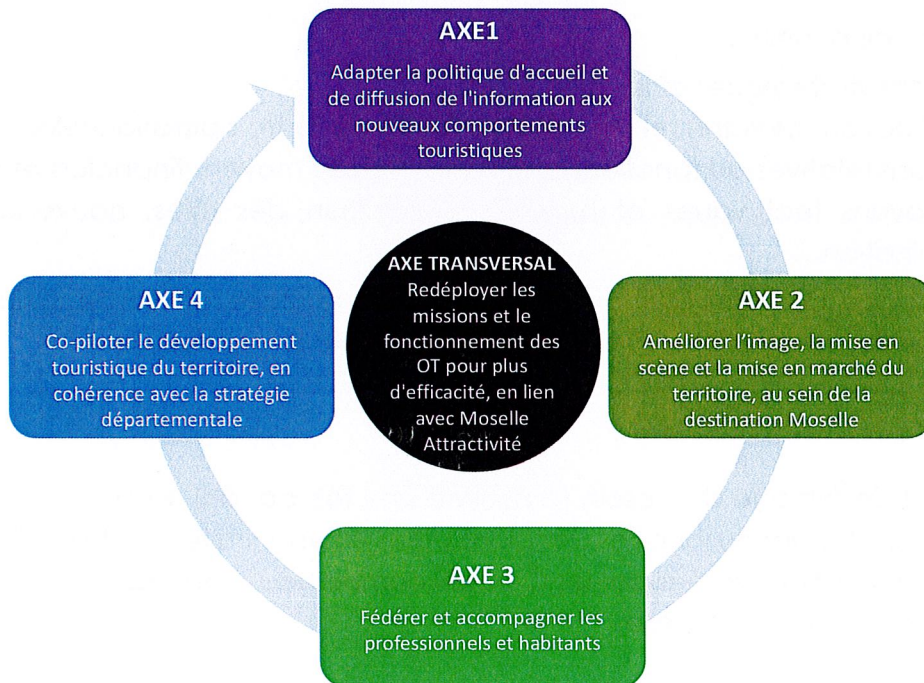 AXE1
Adapter la politique d'accueil et
de diffusion de l'information aux
nouveaux comportements
touristiques
AXE TRANSVERSAL
Redéployer les
missions et le
fonctionnement des
OT pour plus
d'efficacité, en lien
avec Moselle
Attractivité
AXE 4
Co-piloter le développement
touristique du territoire, en
cohérence avec la stratégie
départementale
AXE 2
Améliorer l'image, la mise en
scène et la mise en marché du
territoire, au sein de la
destination Moselle
AXE 3
Fédérer et accompagner les
professionnels et habitants